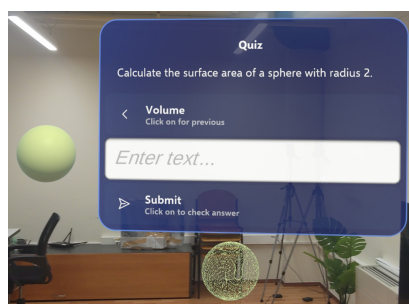 Quiz
Calculate the surface area of a sphere with radius 2.
Volume
Click on for previous
Enter text...
Submit
Click on to check answer